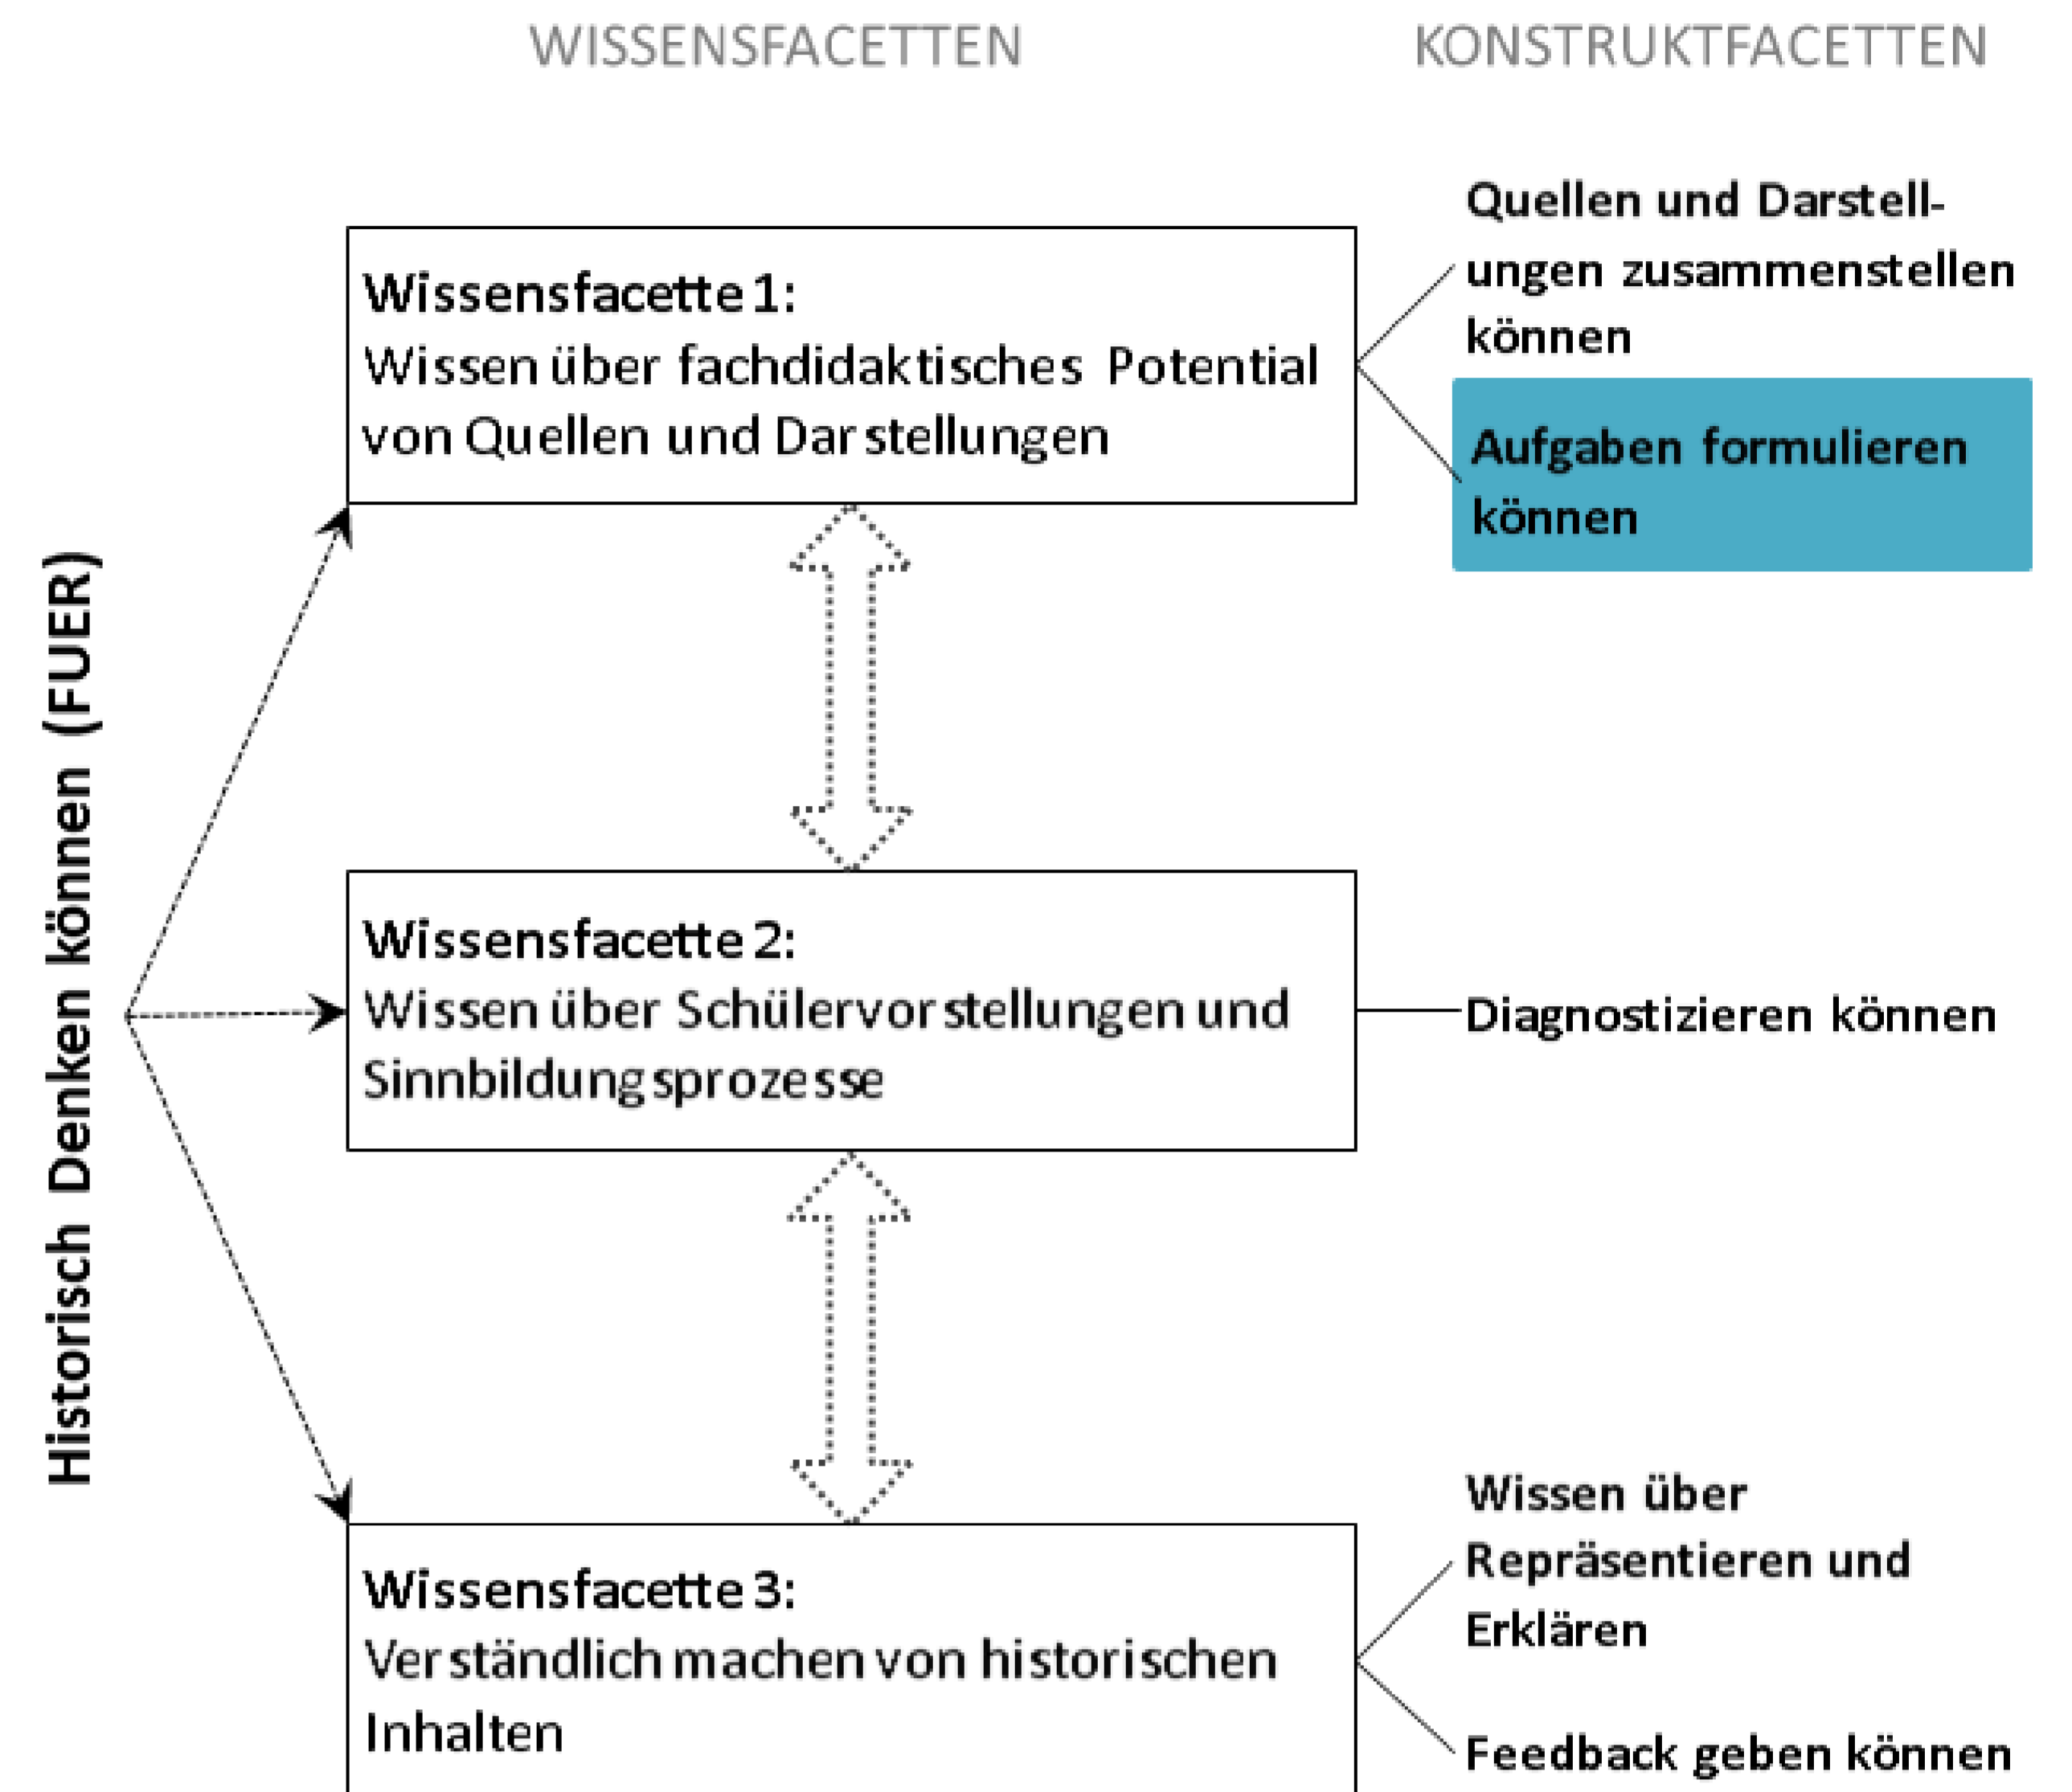 WISSENSFACETTEN
KONSTRUKTFACETTEN
Historisch Denken können (FUER)
Wissensfacette 1:
Wissen über fachdidaktisches Potential
von Quellen und Darstellungen
Quellen und Darstell-
ungen zusammenstellen
können
Aufgaben formulieren
können
Wissensfacette 2:
Wissen über Schülervorstellungen und
Sinnbildungsprozesse
Diagnostizieren können
Wissensfacette 3:
Verständlich machen von historischen
Inhalten
Wissen über
Repräsentieren und
Erklären
Feedback geben können